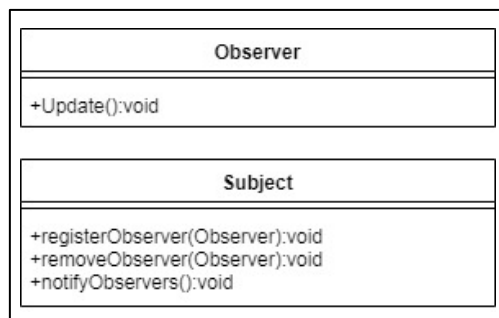 Observer
+Update():void
Subject
+registerObserver(Observer):void
+removeObserver(Observer):void
+notifyObservers():void